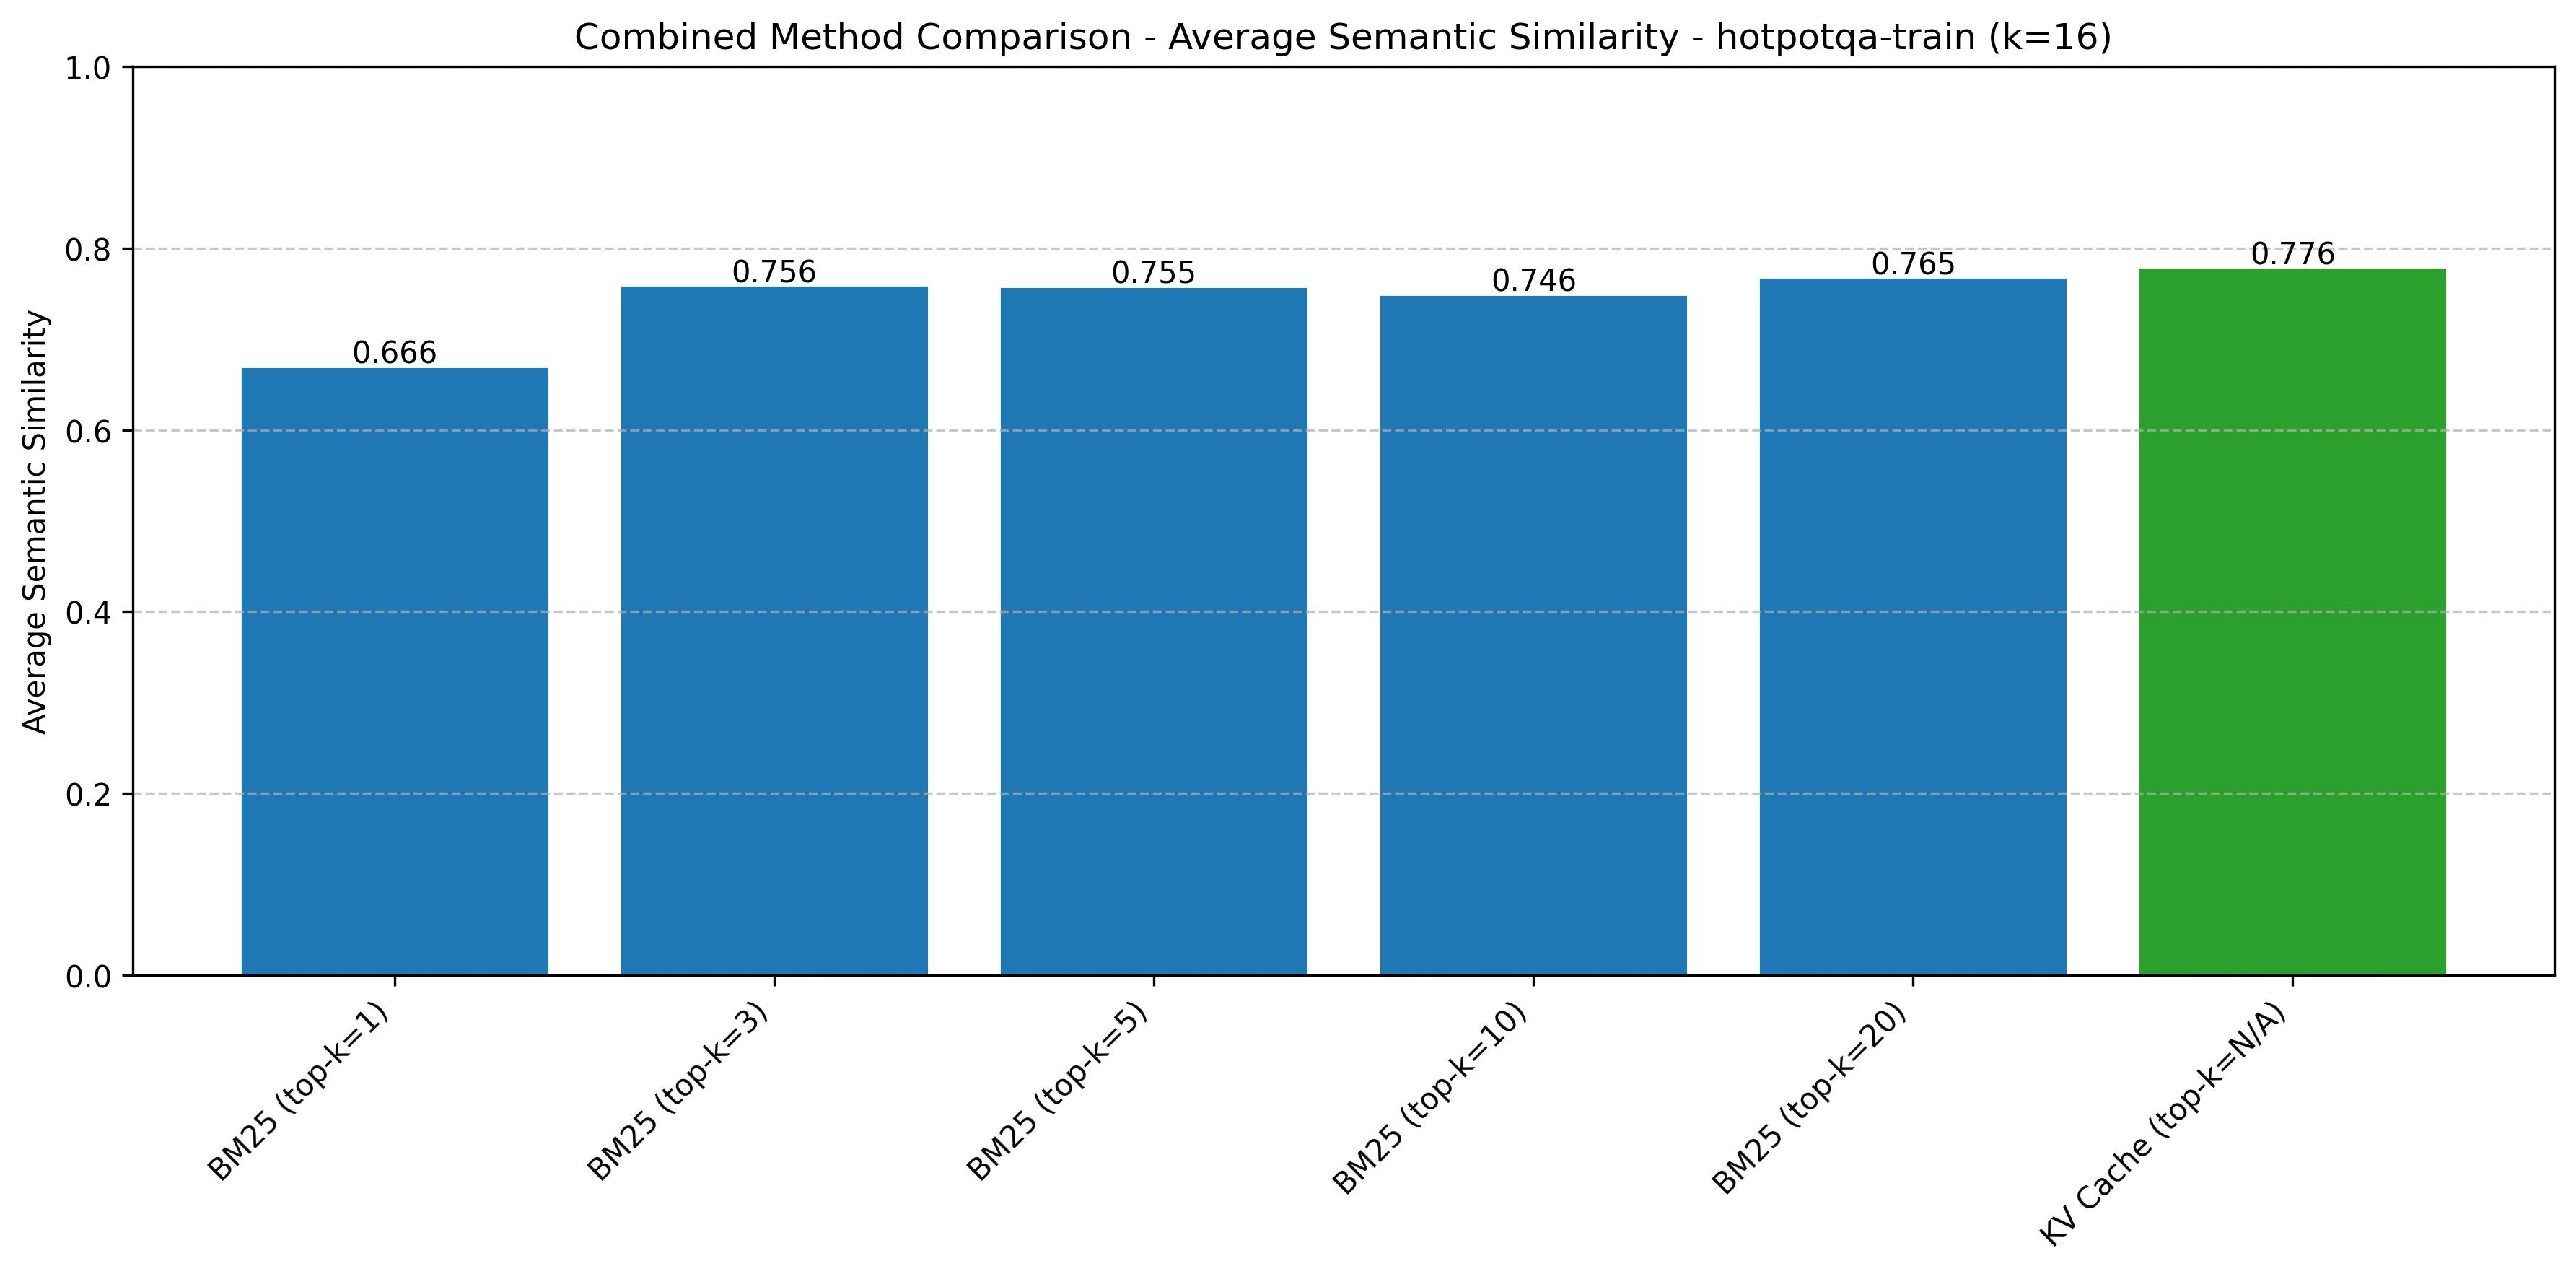 Combined Method Comparison - Average Semantic Similarity - hotpotqa-train (k=16)
Average Semantic Similarity
1.0
0.8
0.6
0.4
0.2
0.0
0.666
0.756
0.755
0.746
0.765
0.776
BM25 (top-k=1)
BM25 (top-k=3)
BM25 (top-k=5)
BM25 (top-k=10)
BM25 (top-k=20)
KV Cache (top-k=N/A)